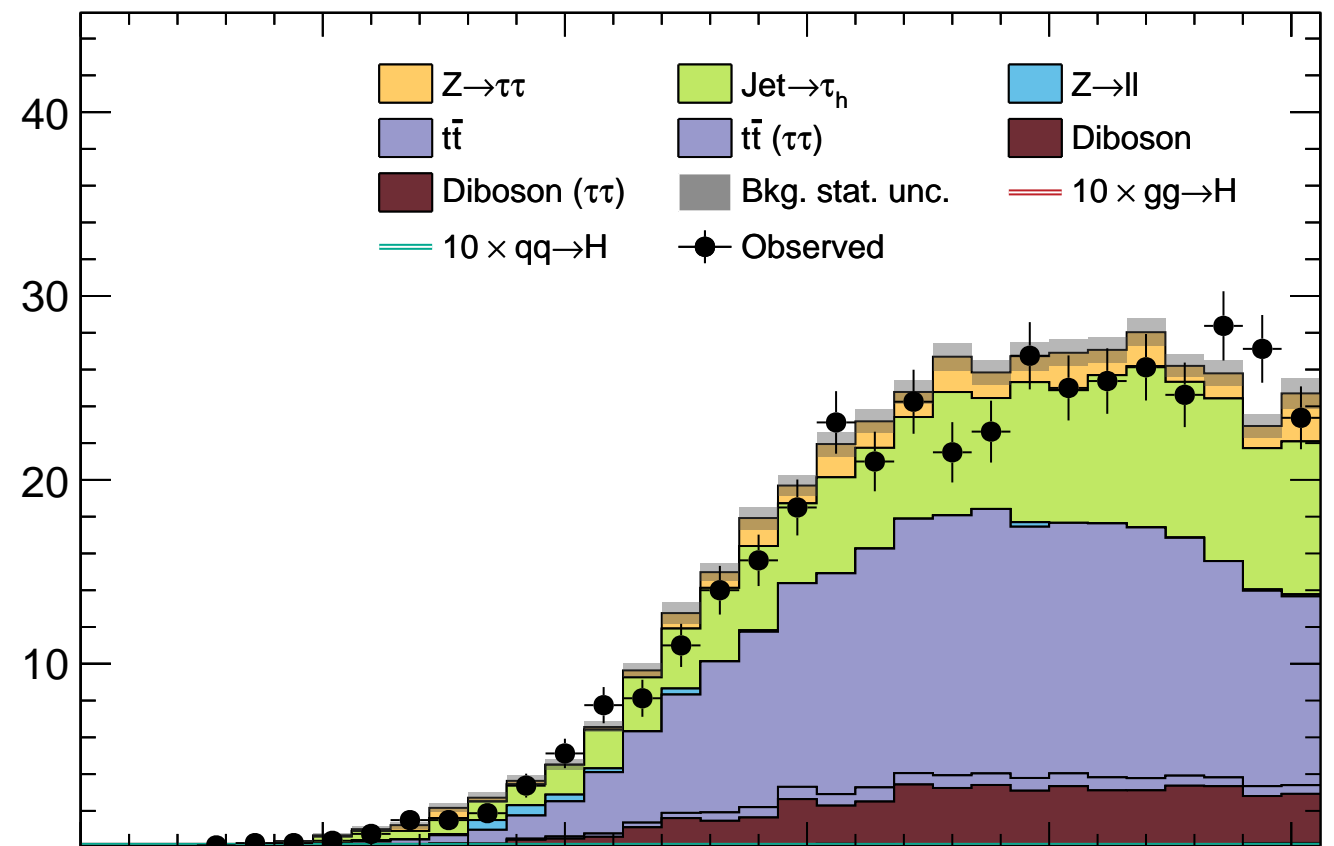 Z→ττ Jet→τh Z→ll
tt̄ tt̄ (ττ) Diboson
Diboson (ττ) Bkg. stat. unc. 10 × gg→H
10 × qq→H Observed
40
30
20
10